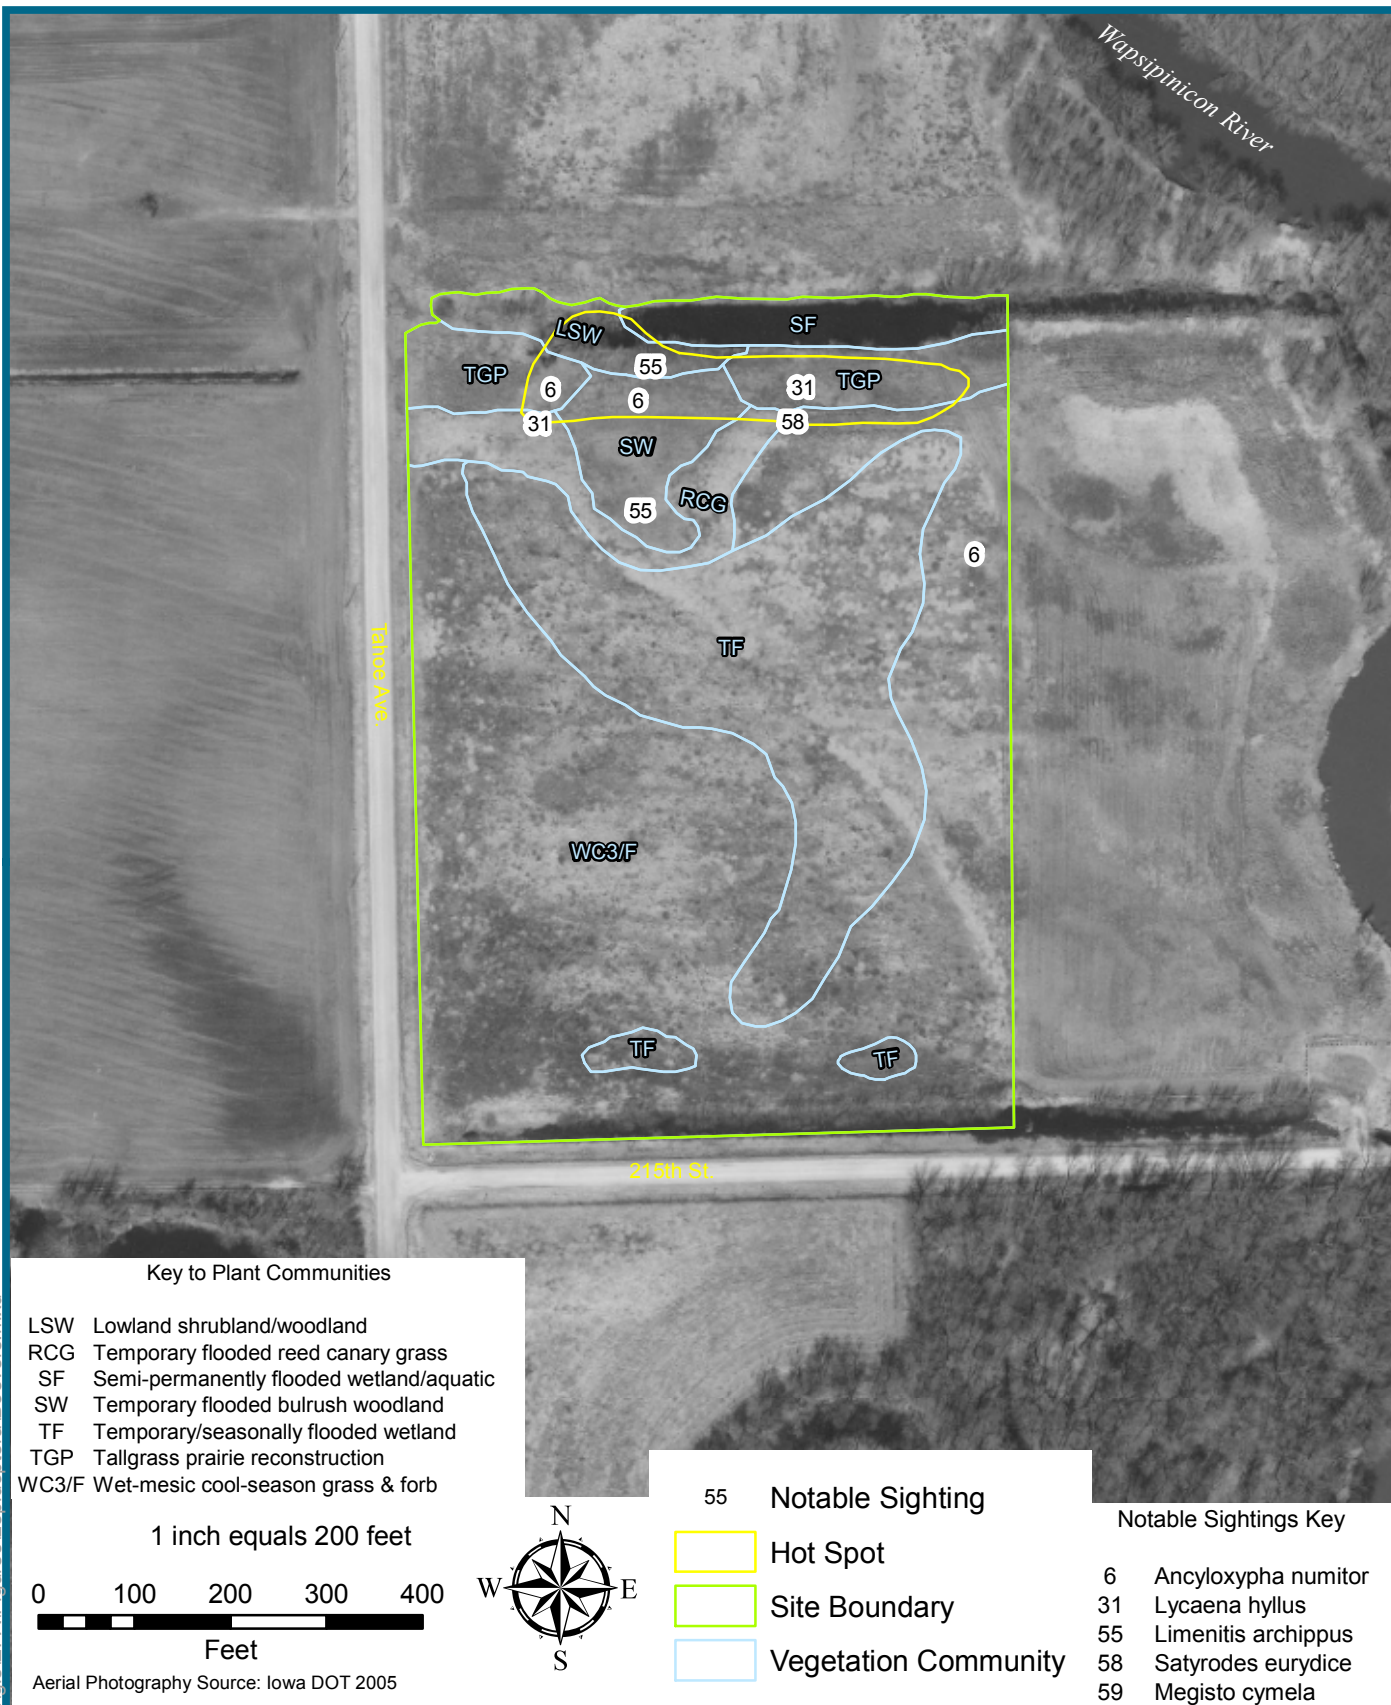 Wapsipinicon River
LSW
SF
TGP
55
TGP
6
31
6
31
58
SW
RCG
55
6
TF
Tahoe Ave.
WC3/F
TF
TF
215th St.
Key to Plant Communities
LSW Lowland shrubland/woodland
RCG Temporary flooded reed canary grass
SF Semi-permanently flooded wetland/aquatic
SW Temporary flooded bulrush woodland
TF Temporary/seasonally flooded wetland
TGP Tallgrass prairie reconstruction
WC3/F Wet-mesic cool-season grass & forb
1 inch equals 200 feet
0 100 200 300 400
Feet
Aerial Photography Source: Iowa DOT 2005
N
W E
S
55 Notable Sighting
Hot Spot
Site Boundary
Vegetation Community
Notable Sightings Key
6 Ancyloxypha numitor
31 Lycaena hyllus
55 Limenitis archippus
58 Satyrodes eurydice
59 Megisto cymela